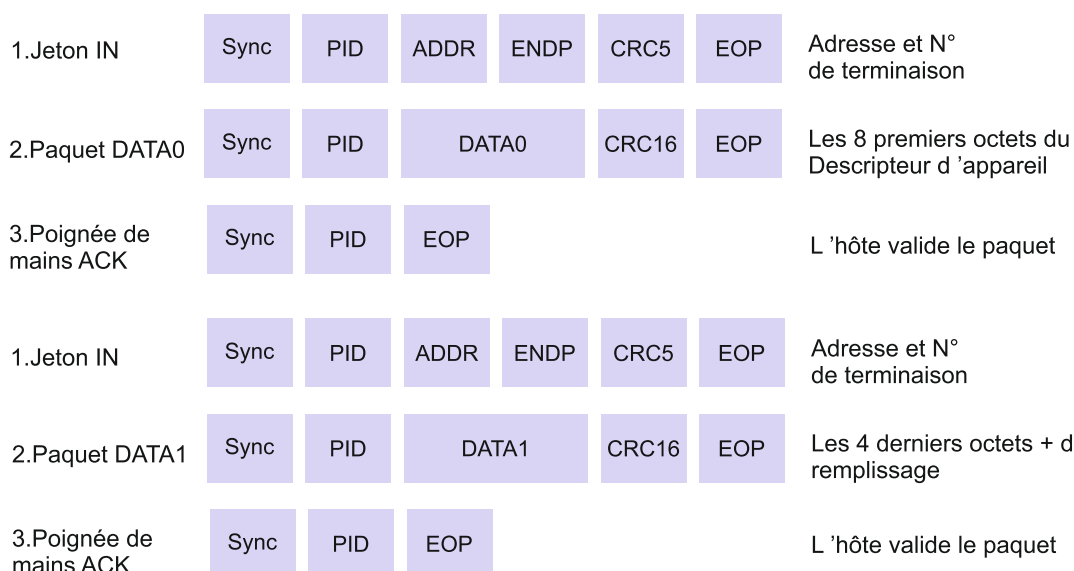 1.Jeton IN Sync PID ADDR ENDP CRC5 EOP Adresse et N°
de terminaison
2.Paquet DATA0 Sync PID DATA0 CRC16 EOP Les 8 premiers octets du
Descripteur d ’appareil
3.Poignée de
mains ACK Sync PID EOP L ’hôte valide le paquet
1.Jeton IN Sync PID ADDR ENDP CRC5 EOP Adresse et N°
de terminaison
2.Paquet DATA1 Sync PID DATA1 CRC16 EOP Les 4 derniers octets + d
remplissage
3.Poignée de
mains ACK Sync PID EOP L ’hôte valide le paquet